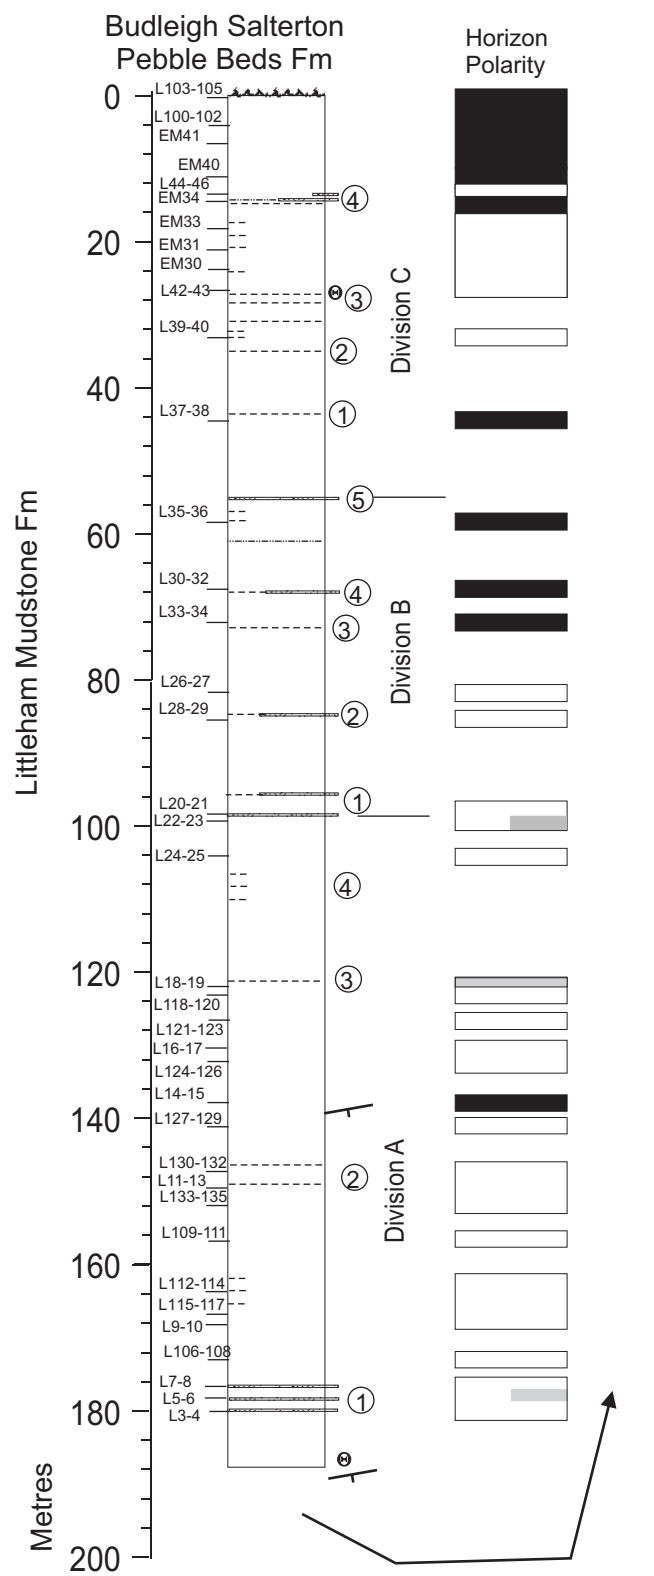 Budleigh Salterton
Pebble Beds Fm
Horizon
Polarity
0
L103-105
L100-102
EM41
EM40
L44-46
EM34
4
EM33
20
EM31
EM30
L42-43
3
Division C
L39-40
2
40
L37-38
1
5
L35-36
60
L30-32
4
L33-34
3
Division B
80
L26-27
L28-29
2
Littleham Mudstone Fm
1
L20-21
L22-23
100
L24-25
4
120
L18-19
3
L118-120
L121-123
L16-17
L124-126
L14-15
140
L127-129
L130-132
L11-13
2
Division A
L133-135
L109-111
160
L112-114
L115-117
L9-10
L106-108
L7-8
L5-6
1
180
L3-4
Metres
200